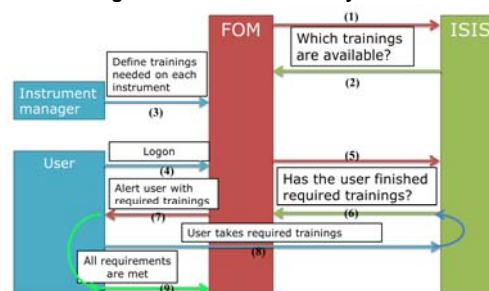 FOM
ISIS
(1)
Which trainings
are available?
(2)
Define trainings
needed on each
instrument
Instrument
manager
(3)
User
Logon
(4)
(5)
Alert user with
required trainings
(7)
Has the user finished
required trainings?
(6)
User takes required trainings
(8)
All requirements
are met
(9)